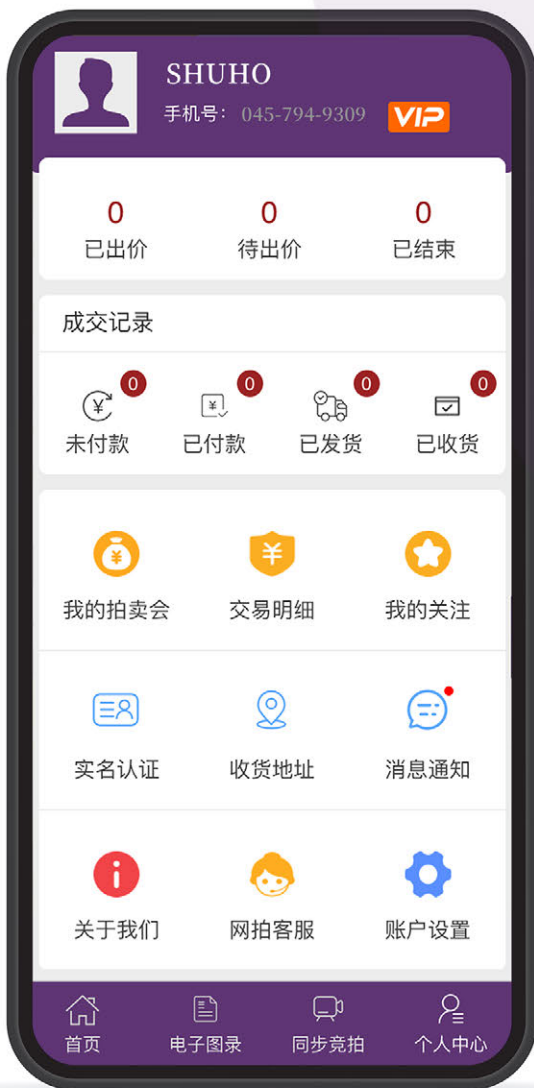 SHUHO
手机号： 045-794-9309 VIP
0 0 0
已出价 待出价 已结束
成交记录
0 0 0 0
未付款 已付款 已发货 已收货
我的拍卖会 交易明细 我的关注
实名认证 收货地址 消息通知
关于我们 网拍客服 账户设置
首页 电子图录 同步竞拍 个人中心